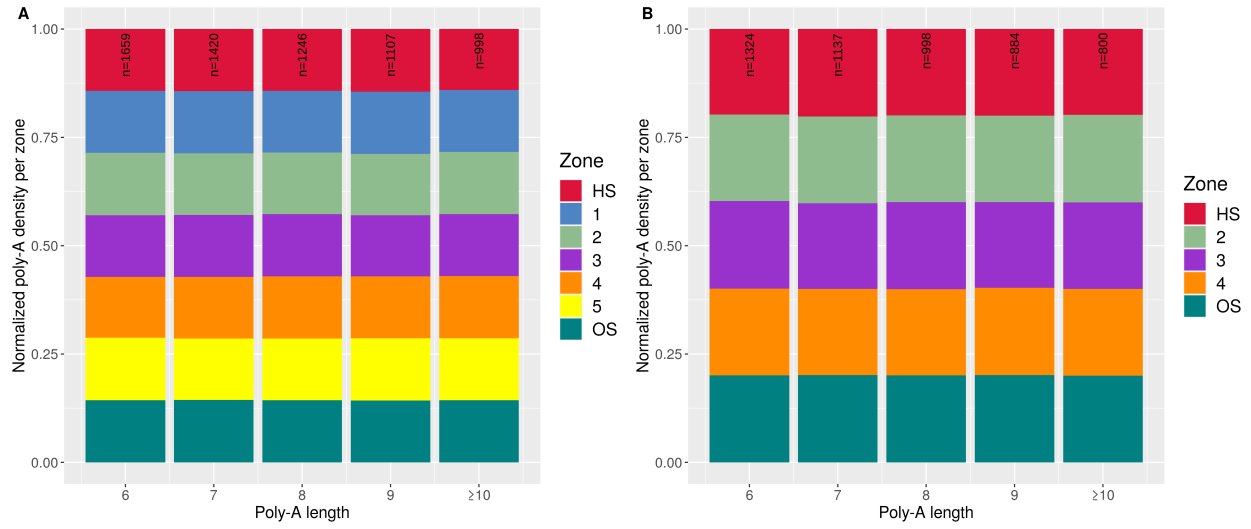 A
Normalized poly-A density per zone
1.00
0.75
0.50
0.25
0.00
n=1659
n=1420
n=1246
n=1107
n=998
6
7
8
9
≥10
Poly-A length
Zone
HS
1
2
3
4
5
OS
B
Normalized poly-A density per zone
1.00
0.75
0.50
0.25
0.00
n=1324
n=1137
n=998
n=884
n=800
6
7
8
9
≥10
Poly-A length
Zone
HS
2
3
4
OS